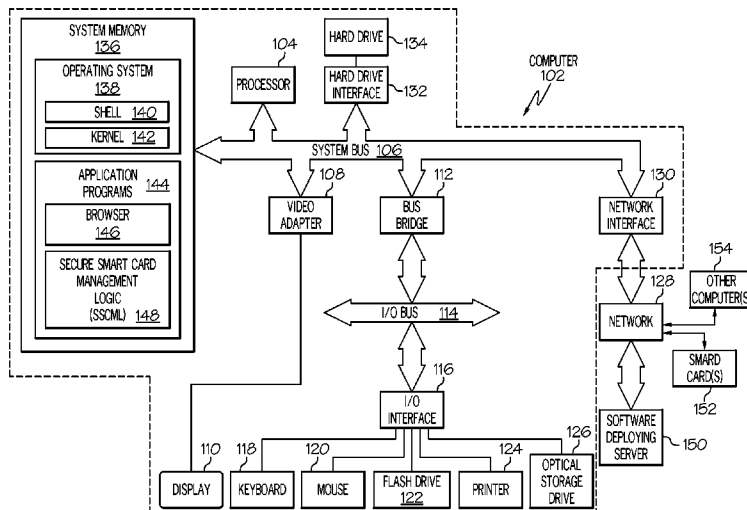 SYSTEM MEMORY
136
OPERATING SYSTEM
138
SHELL 140
KERNEL 142
APPLICATION
PROGRAMS 144
BROWSER
146
SECURE SMART CARD
MANAGEMENT
LOGIC
(SSCML) 148
104
PROCESSOR
HARD DRIVE
134
HARD DRIVE
INTERFACE
132
COMPUTER
102
SYSTEM BUS 106
108
VIDEO
ADAPTER
112
BUS
BRIDGE
130
NETWORK
INTERFACE
I/O BUS 114
116
I/O
INTERFACE
128
NETWORK
154
OTHER
COMPUTER(S)
SMARD
CARD(S)
152
SOFTWARE
DEPLOYING
SERVER
150
110
DISPLAY
118
KEYBOARD
120
MOUSE
FLASH DRIVE
122
124
PRINTER
126
OPTICAL
STORAGE
DRIVE